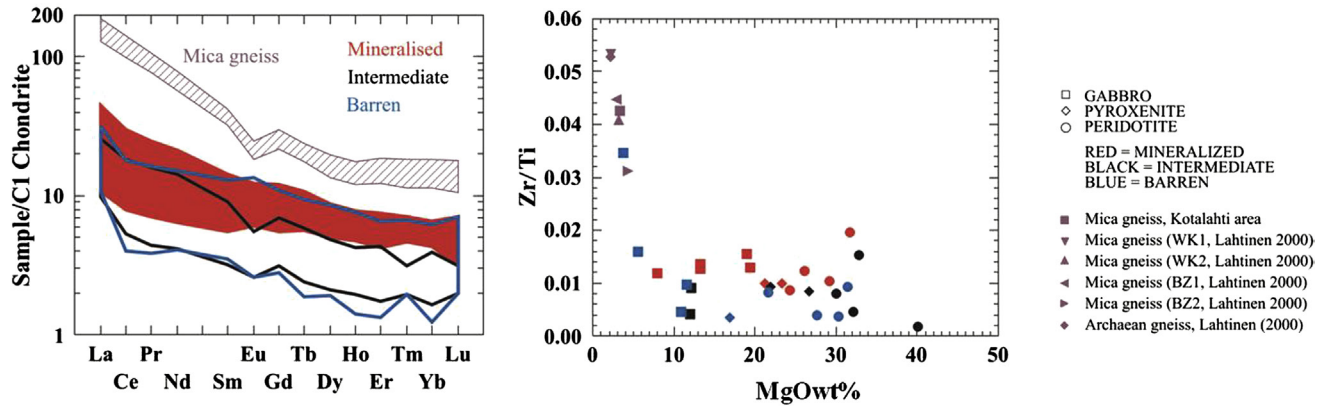 200
100
10
1
Sample/C1 Chondrite
Mica gneiss
Mineralised
Intermediate
Barren
La Pr Eu Tb Ho Tm Lu
Ce Nd Sm Gd Dy Er Yb
0.06
0.05
0.04
0.03
0.02
0.01
0.00
Zr/Ti
0 10 20 30 40 50
MgOwt%
GABBRO
PYROXENITE
PERIDOTITE
RED = MINERALIZED
BLACK = INTERMEDIATE
BLUE = BARREN
Mica gneiss, Kotalahti area
Mica gneiss (WK1, Lahtinen 2000)
Mica gneiss (WK2, Lahtinen 2000)
Mica gneiss (BZ1, Lahtinen 2000)
Mica gneiss (BZ2, Lahtinen 2000)
Archaean gneiss, Lahtinen (2000)